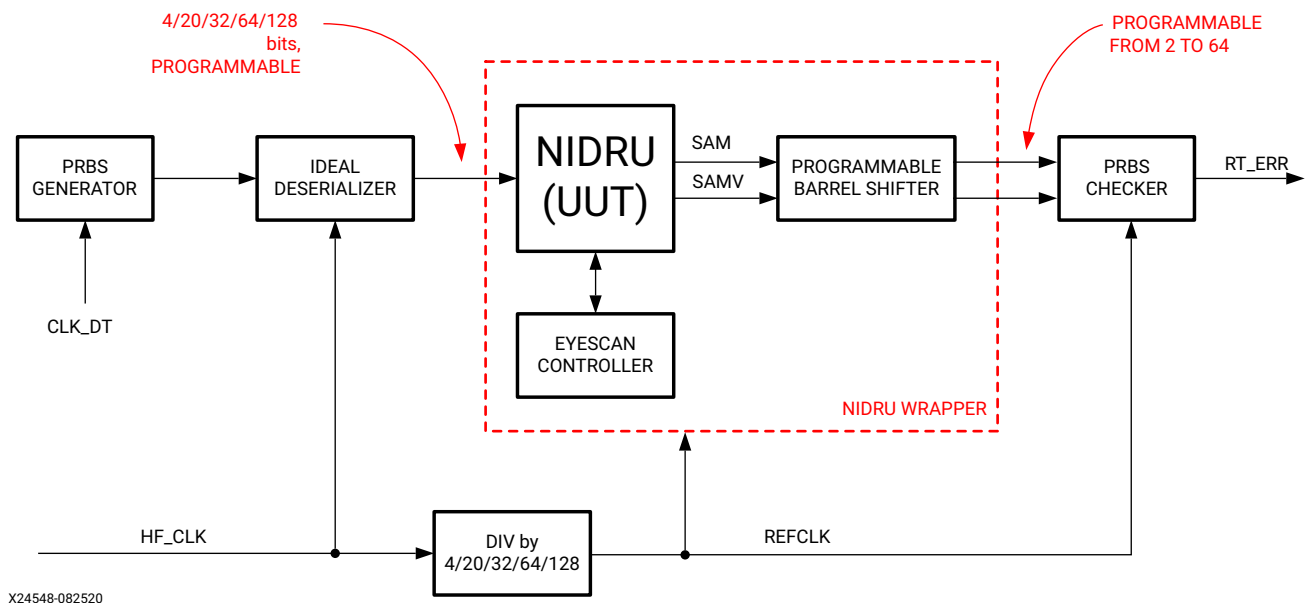 4/20/32/64/128
bits,
PROGRAMMABLE
PROGRAMMABLE
FROM 2 TO 64
PRBS
GENERATOR
IDEAL
DESERIALIZER
NIDRU
(UUT)
SAM
SAMV
PROGRAMMABLE
BARREL SHIFTER
PRBS
CHECKER
RT_ERR
CLK_DT
EYESCAN
CONTROLLER
NIDRU WRAPPER
HF_CLK
DIV by
4/20/32/64/128
REFCLK
X24548-082520